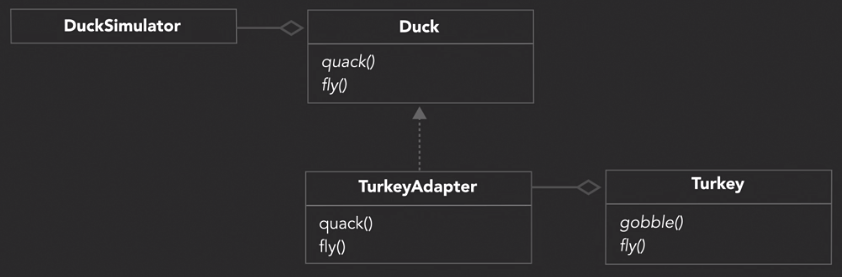 DuckSimulator
Duck
quack()
fly()
TurkeyAdapter
quack()
fly()
Turkey
gobble()
fly()